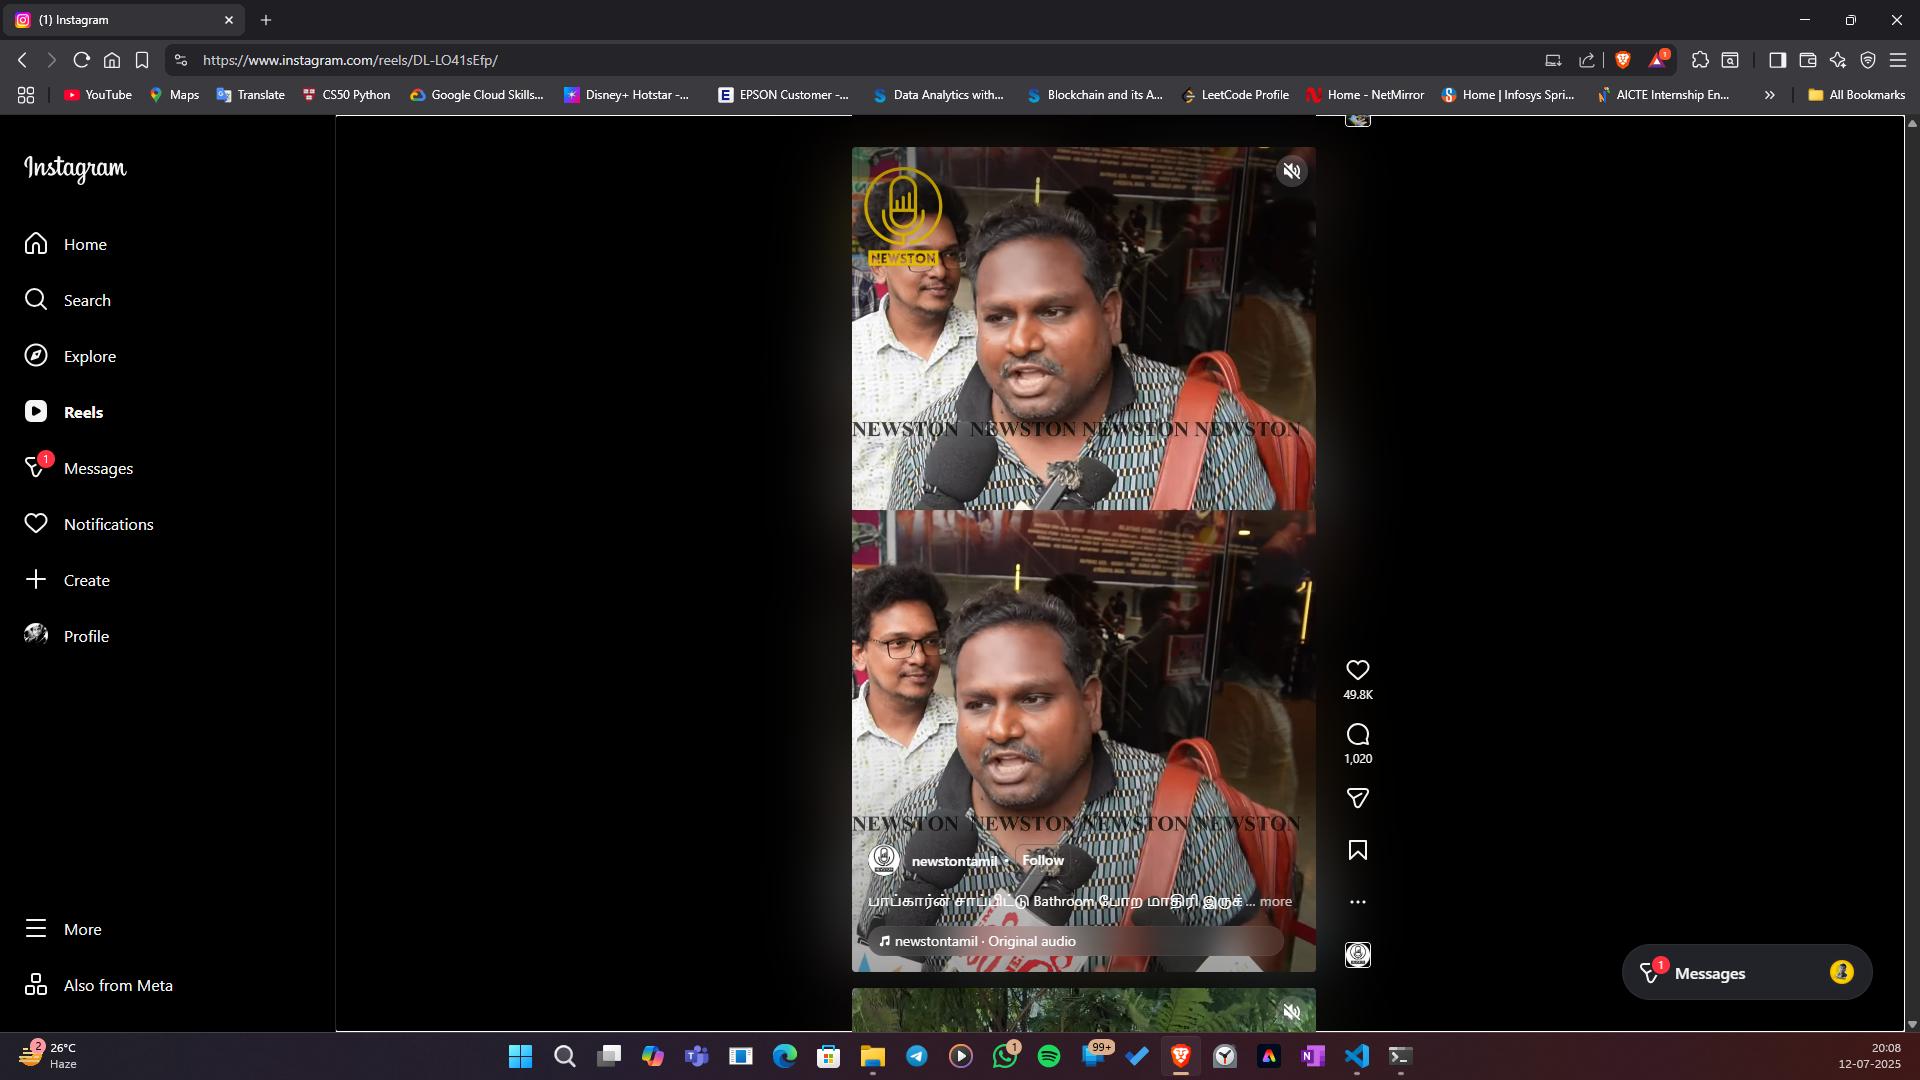 (1) Instagram
https://www.instagram.com/reels/DL-LO41sEfp/
1
YouTube
Maps
Translate
CS50 Python
Google Cloud Skills...
Disney+ Hotstar -...
EPSON Customer -...
Data Analytics with...
Blockchain and its A...
LeetCode Profile
Home - NetMirror
Home | Infosys Spri...
AICTE Internship En...
All Bookmarks
Instagram
Home
Search
Explore
Reels
1
Messages
Notifications
Create
Profile
More
Also from Meta
NEWSTON
NEWSTON NEWSTON NEWSTON NEWSTON
NEWSTON NEWSTON NEWSTON NEWSTON
newstontamil • Follow
பாப்கார்ன் சாப்பிட்டு Bathroom போற மாதிரி இருக் ... more
newstontamil · Original audio
49.8K
1,020
1
Messages
2
26°C
Haze
1
99+
20:08
12-07-2025